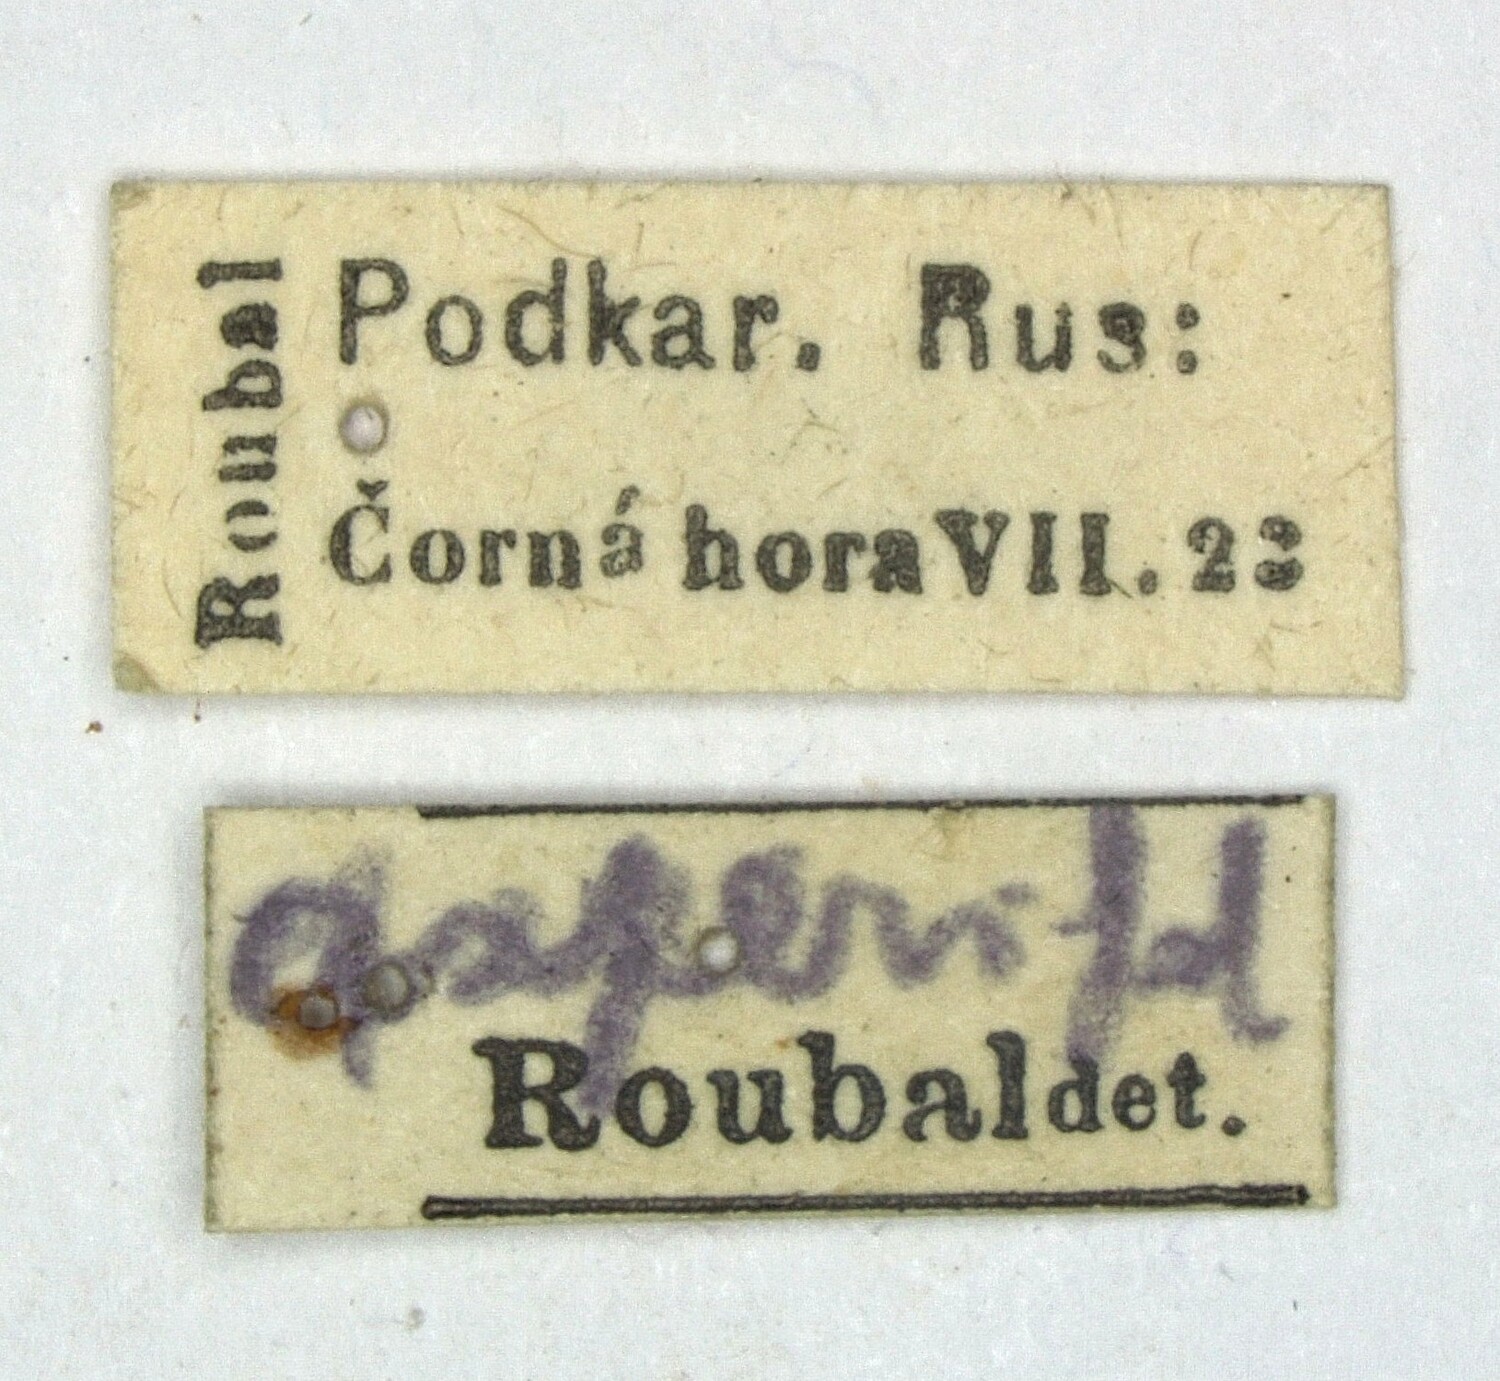 Roubal
Podkar. Rus:
Čorná hora VII. 23
Roubal det.